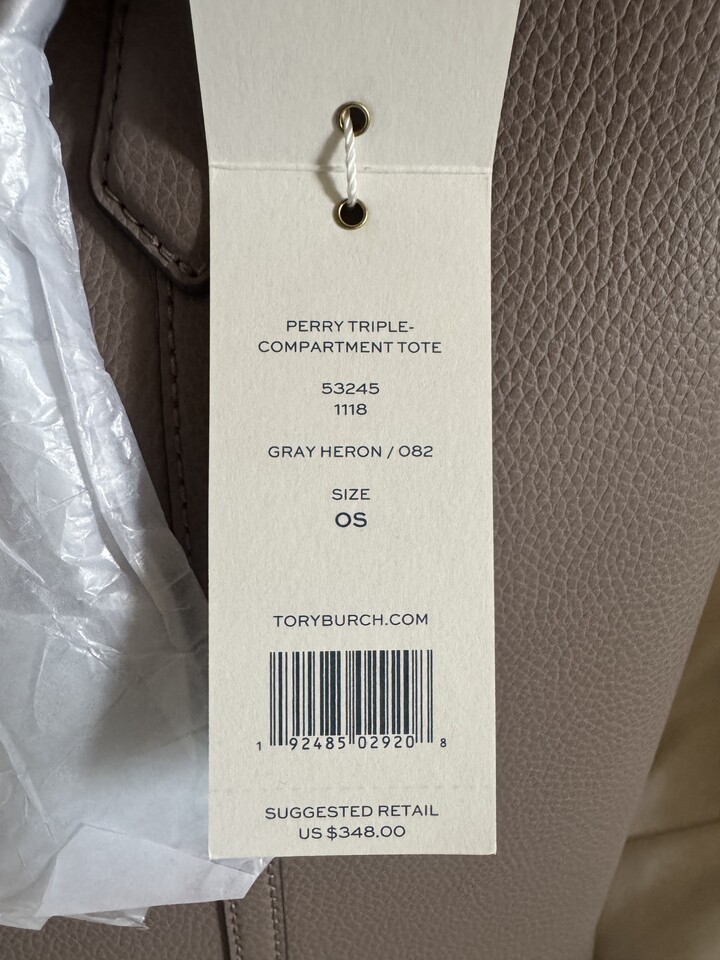 PERRY TRIPLE-
COMPARTMENT TOTE
53245
1118
GRAY HERON / 082
SIZE
OS
TORYBURCH.COM
1 92485 02920 8
SUGGESTED RETAIL
US $348.00